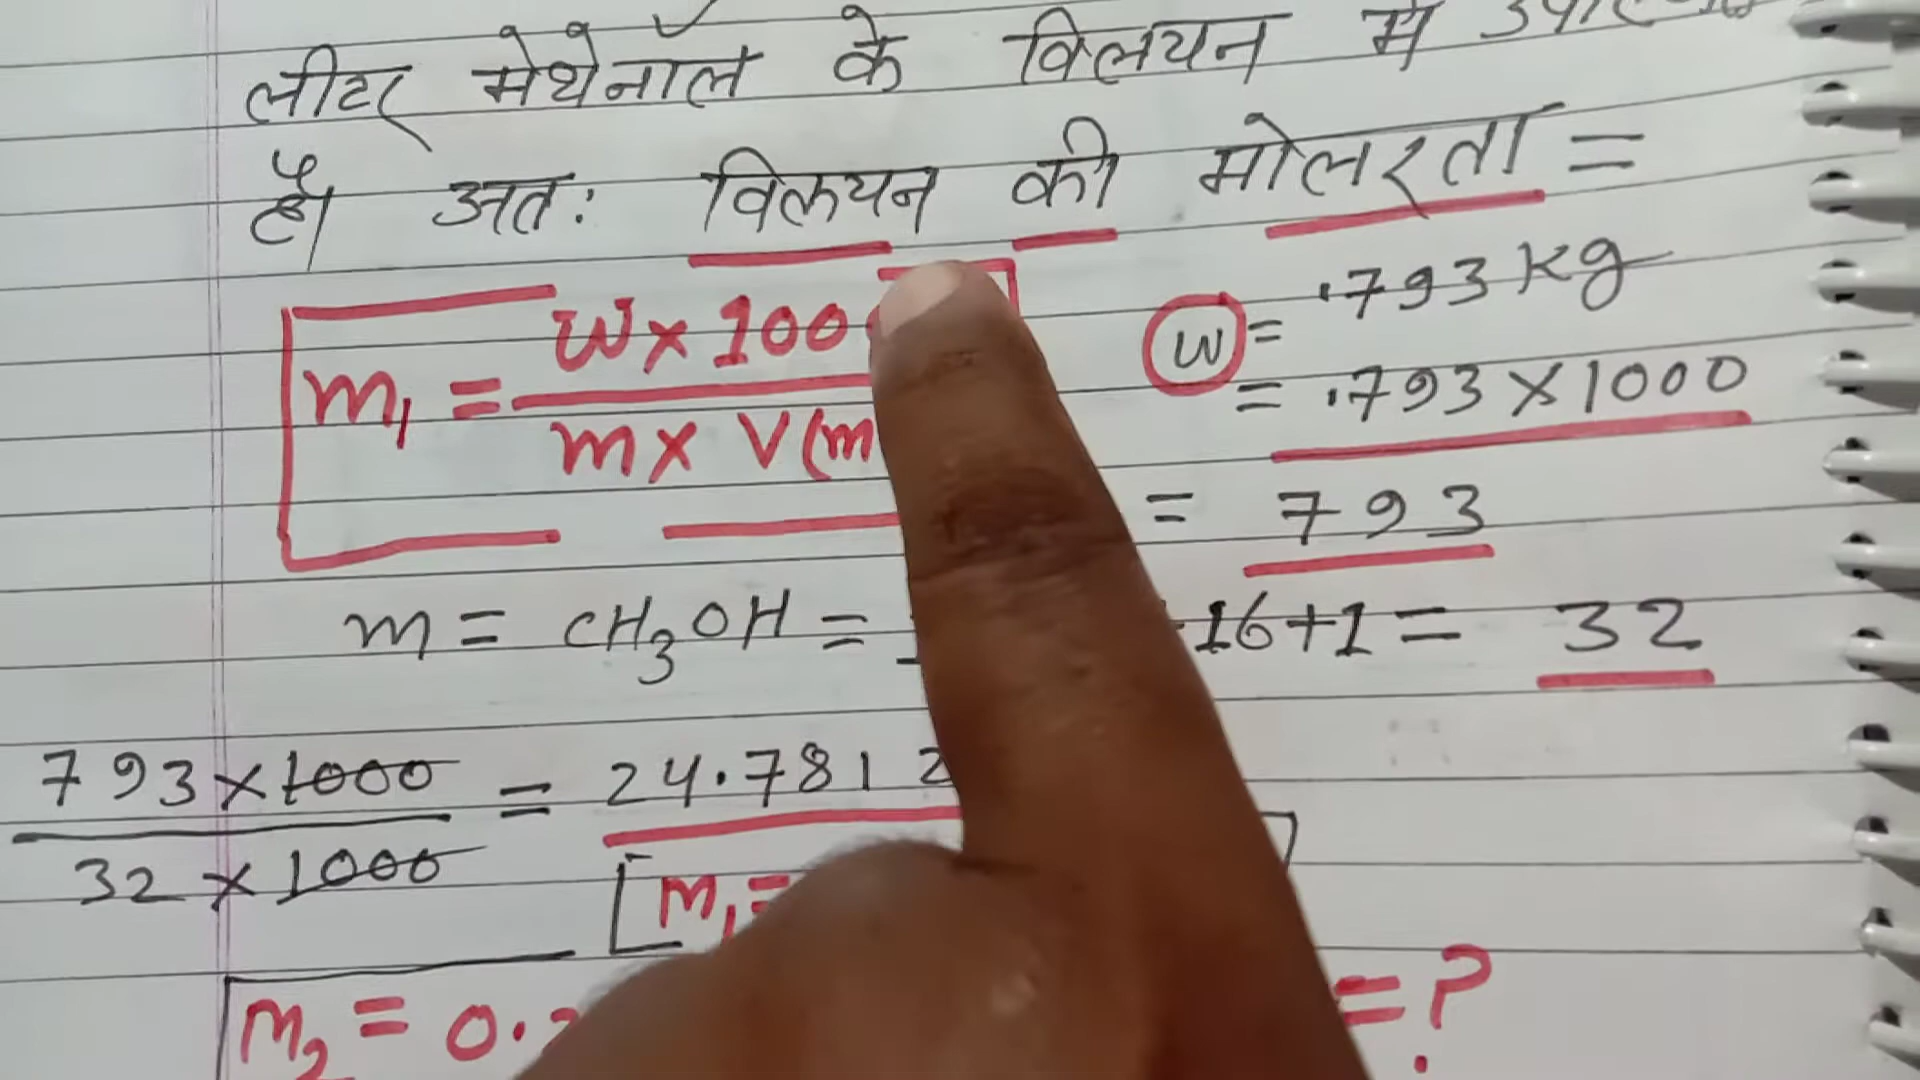 लीटर मेथेनॉल के विलयन में
है। अतः विलयन की मोलरता =
M₁ = W × 100
m × V (m
W = .793 Kg
= .793 × 1000
= 793
m = CH₃OH = 16+1 = 32
793 × 1000 / 32 × 1000 = 24.7812
M₁ =
M₂ = 0. = ?